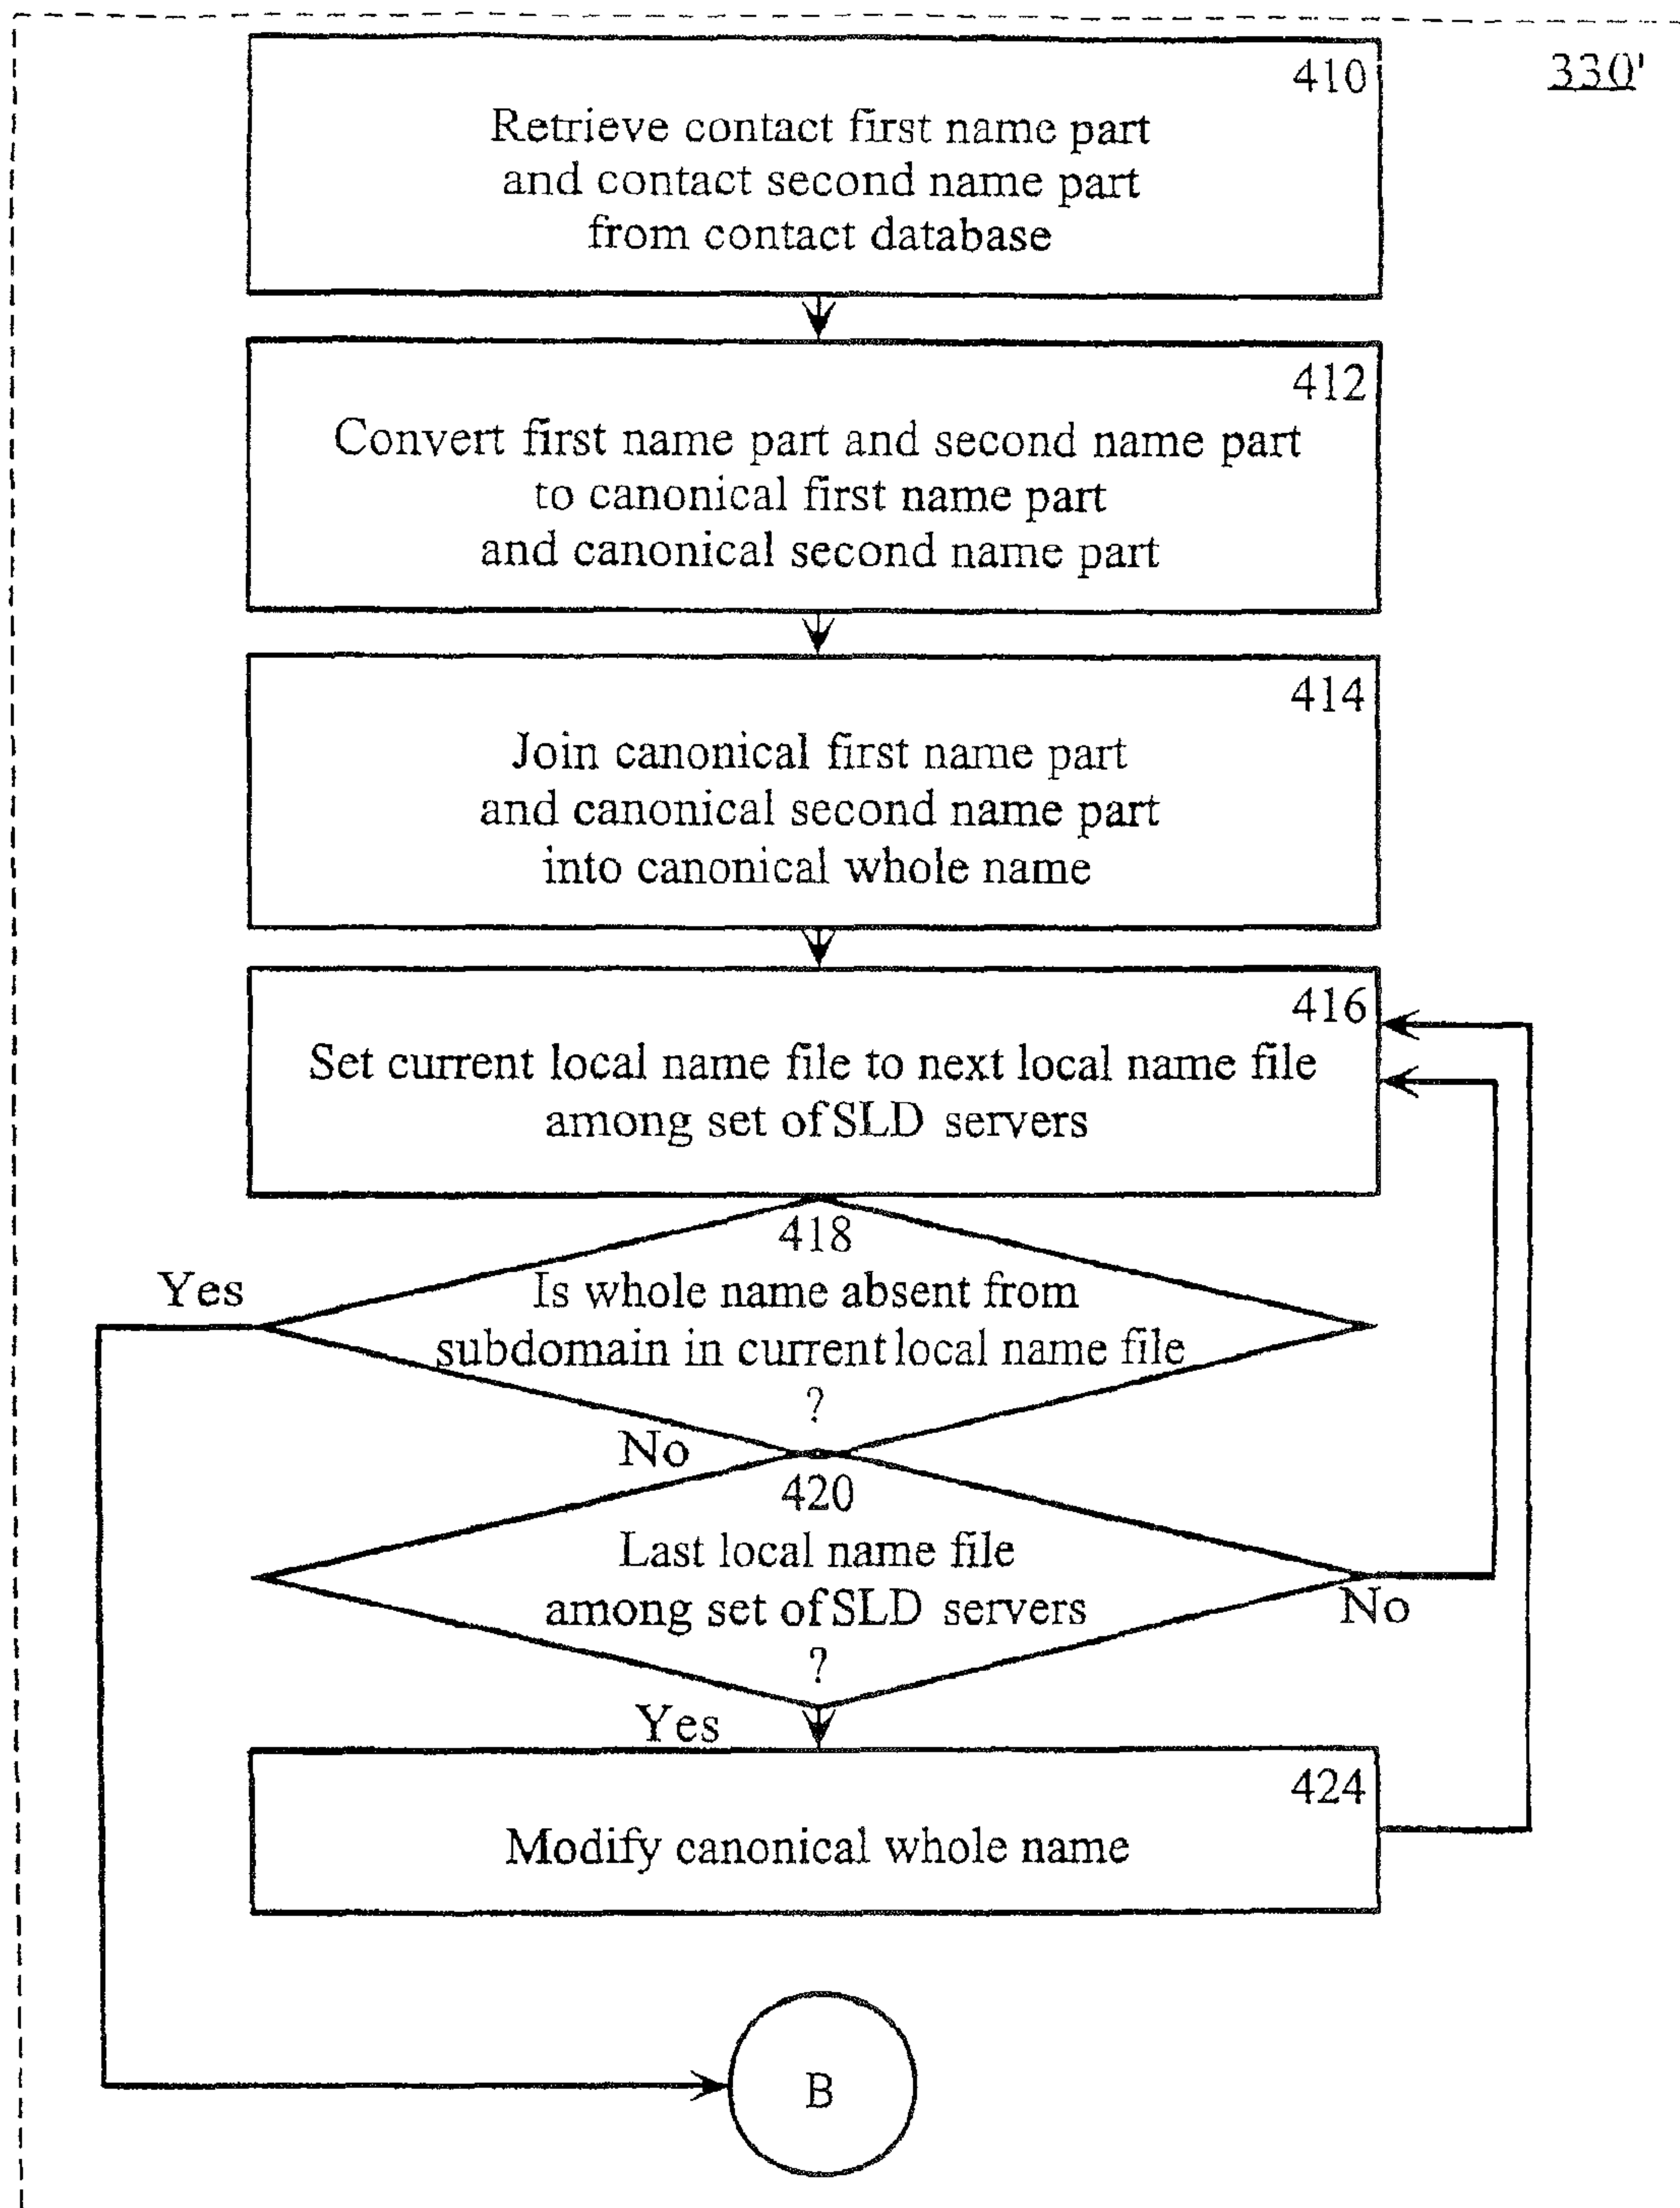 330'
410
Retrieve contact first name part
and contact second name part
from contact database
412
Convert first name part and second name part
to canonical first name part
and canonical second name part
414
Join canonical first name part
and canonical second name part
into canonical whole name
416
Set current local name file to next local name file
among set of SLD servers
418
Yes
Is whole name absent from
subdomain in current local name file
?
No
420
Last local name file
among set of SLD servers
?
No
Yes
424
Modify canonical whole name
B